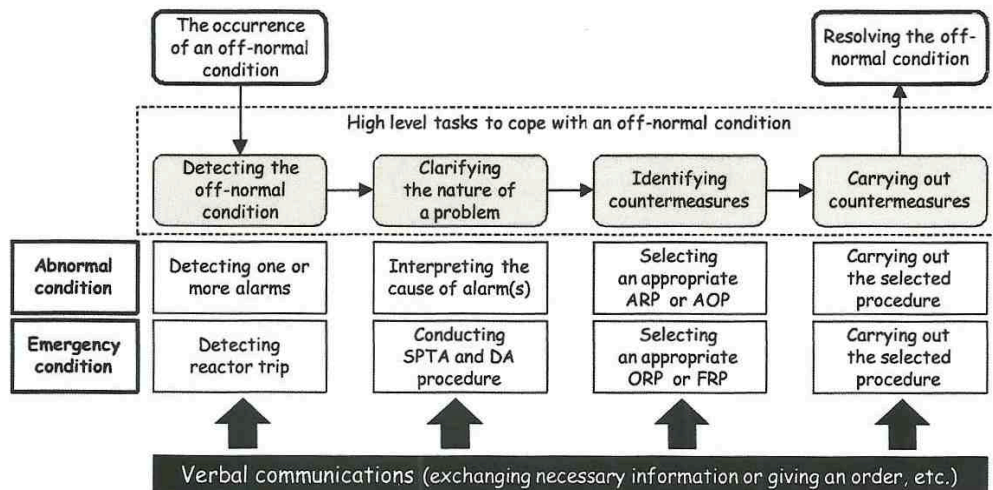 The occurrence
of an off-normal
condition
Resolving the off-
normal condition
High level tasks to cope with an off-normal condition
Detecting the
off-normal
condition
Clarifying
the nature of
a problem
Identifying
countermeasures
Carrying out
countermeasures
Abnormal
condition
Detecting one or
more alarms
Interpreting the
cause of alarm(s)
Selecting
an appropriate
ARP or AOP
Carrying out
the selected
procedure
Emergency
condition
Detecting
reactor trip
Conducting
SPTA and DA
procedure
Selecting
an appropriate
ORP or FRP
Carrying out
the selected
procedure
Verbal communications (exchanging necessary information or giving an order, etc.)